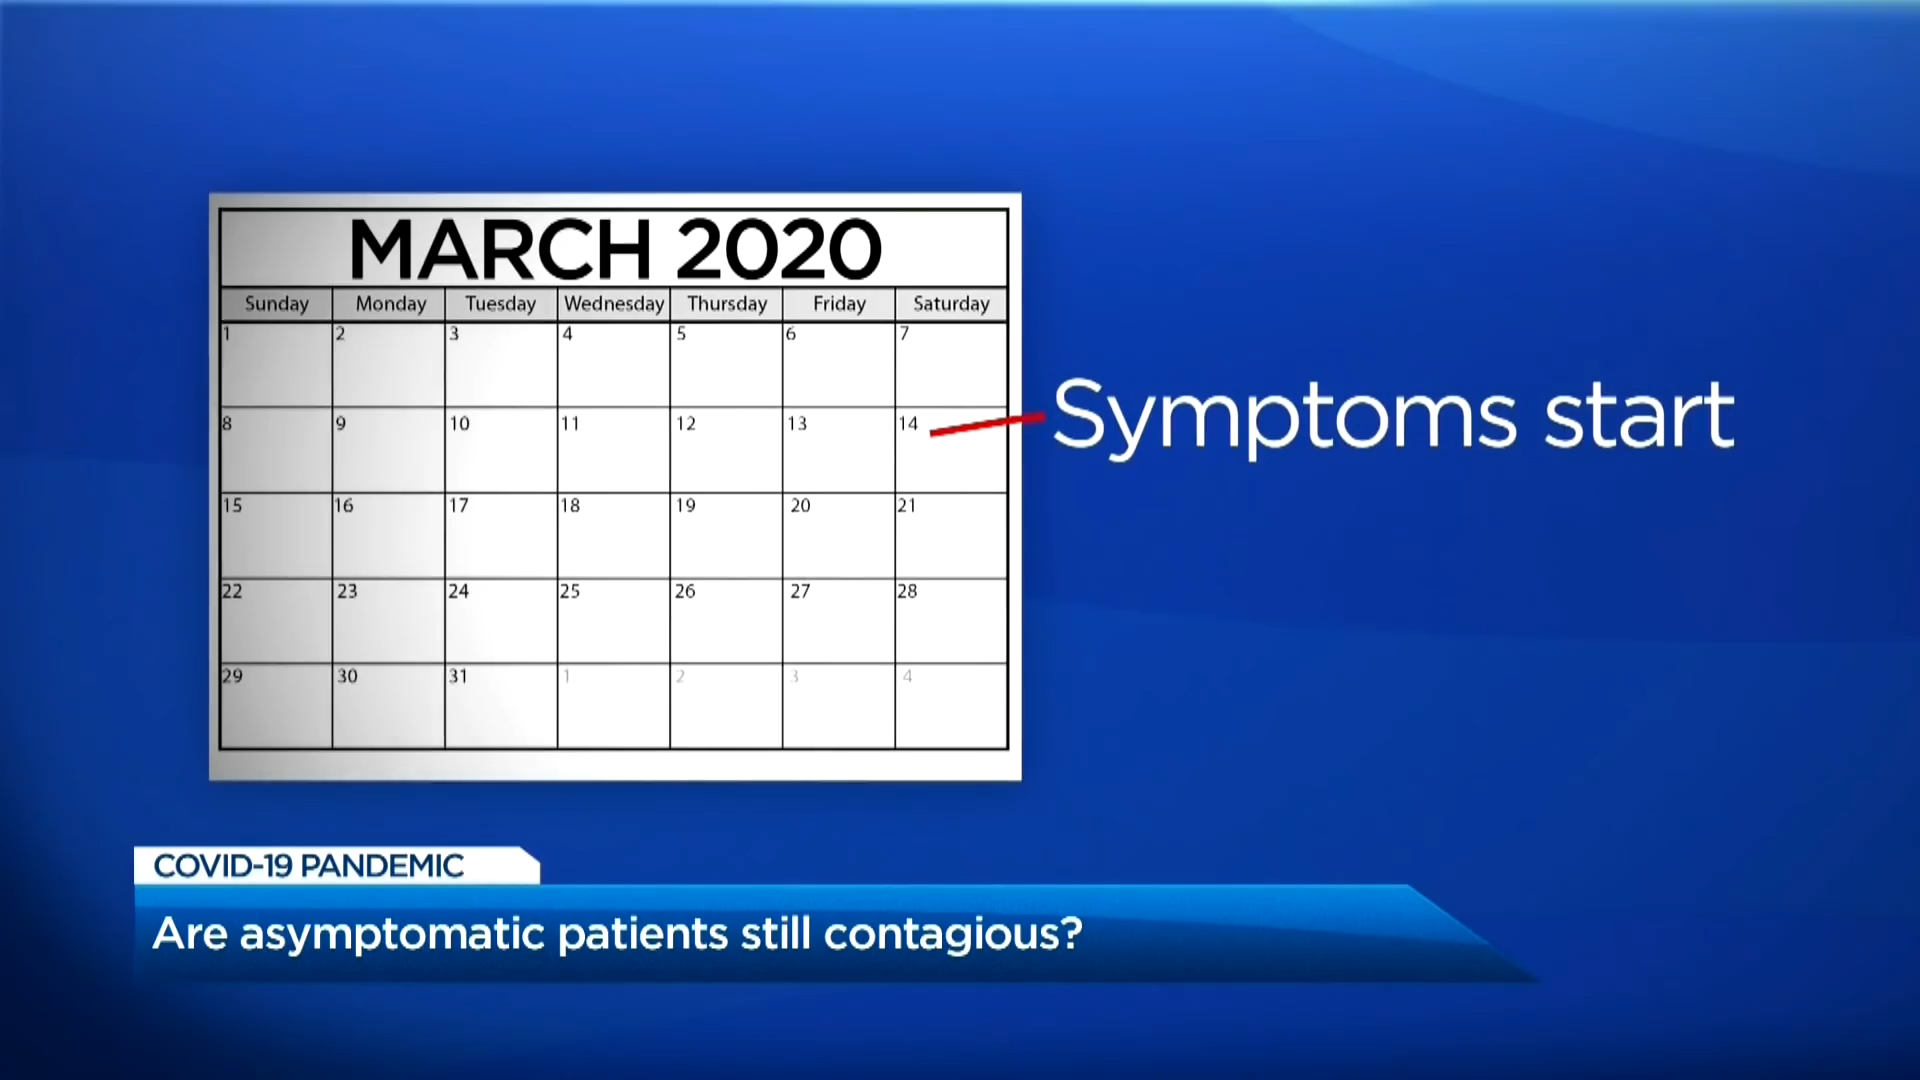 MARCH 2020
Sunday Monday Tuesday Wednesday Thursday Friday Saturday
1 2 3 4 5 6 7
8 9 10 11 12 13 14
Symptoms start
15 16 17 18 19 20 21
22 23 24 25 26 27 28
29 30 31 1 2 3 4
COVID-19 PANDEMIC
Are asymptomatic patients still contagious?